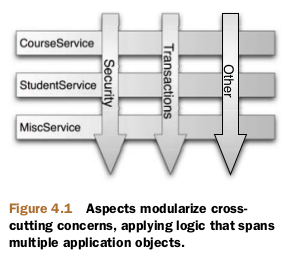 CourseService
StudentService
MiscService
Security
Transactions
Other
Figure 4.1 Aspects modularize cross-
cutting concerns, applying logic that spans
multiple application objects.